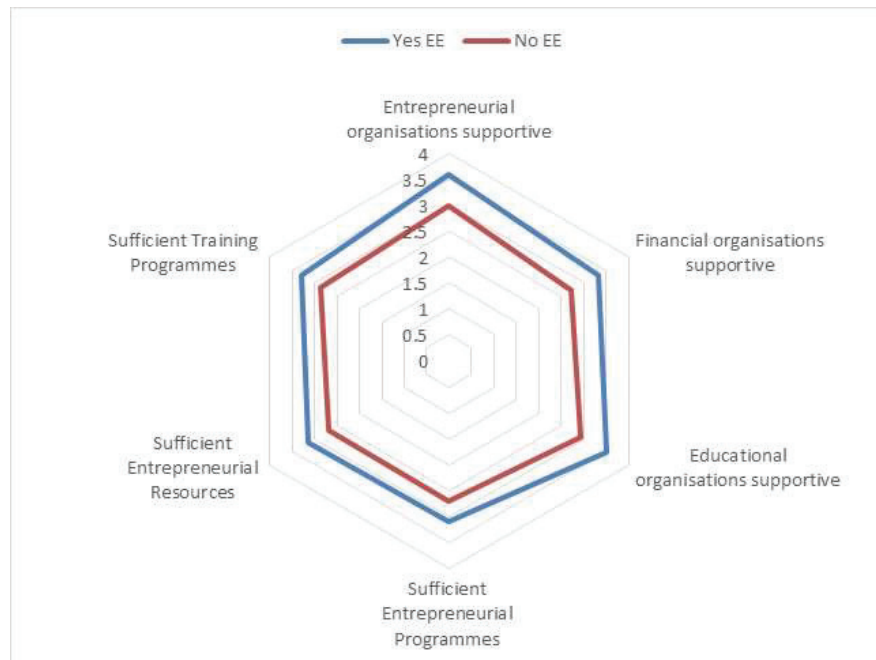 Yes EE
No EE
Entrepreneurial
organisations supportive
4
3.5
3
2.5
2
1.5
1
0.5
0
Financial organisations
supportive
Educational
organisations supportive
Sufficient
Entrepreneurial
Programmes
Sufficient
Entrepreneurial
Resources
Sufficient Training
Programmes